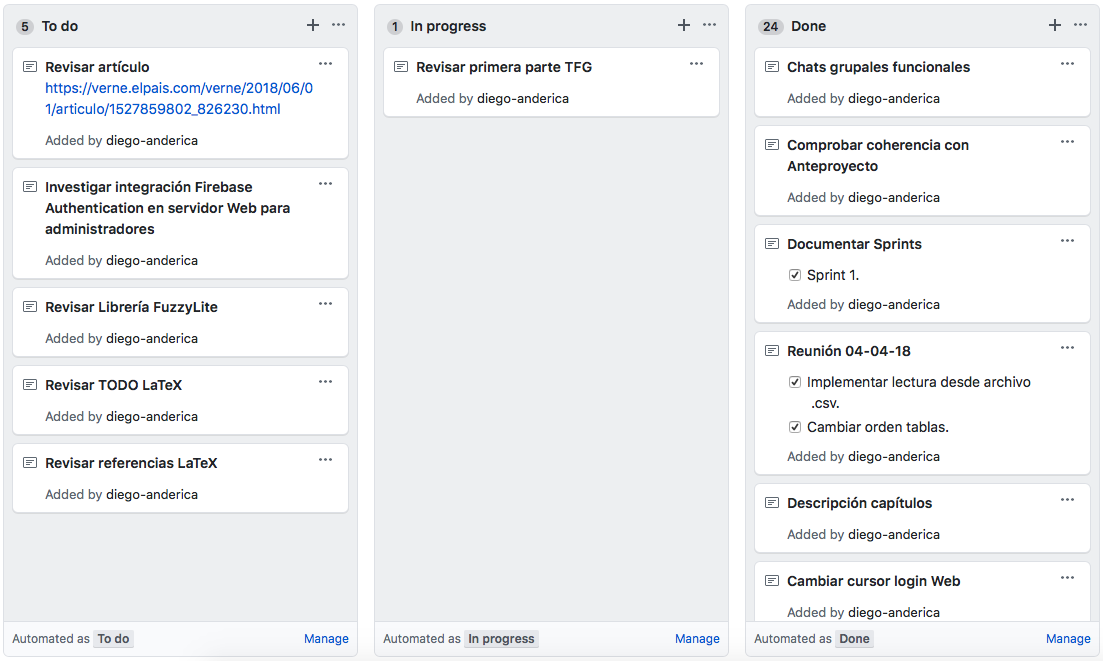 5 To do
Revisar artículo
https://verne.elpais.com/verne/2018/06/0
1/articulo/1527859802_826230.html
Added by diego-anderica
Investigar integración Firebase
Authentication en servidor Web para
administradores
Added by diego-anderica
Revisar Librería FuzzyLite
Added by diego-anderica
Revisar TODO LaTeX
Added by diego-anderica
Revisar referencias LaTeX
Added by diego-anderica
Automated as To do Manage
1 In progress
Revisar primera parte TFG
Added by diego-anderica
Automated as In progress Manage
24 Done
Chats grupales funcionales
Added by diego-anderica
Comprobar coherencia con
Anteproyecto
Added by diego-anderica
Documentar Sprints
Sprint 1.
Added by diego-anderica
Reunión 04-04-18
Implementar lectura desde archivo
.csv.
Cambiar orden tablas.
Added by diego-anderica
Descripción capítulos
Added by diego-anderica
Cambiar cursor login Web
Added by diego-anderica
Automated as Done Manage